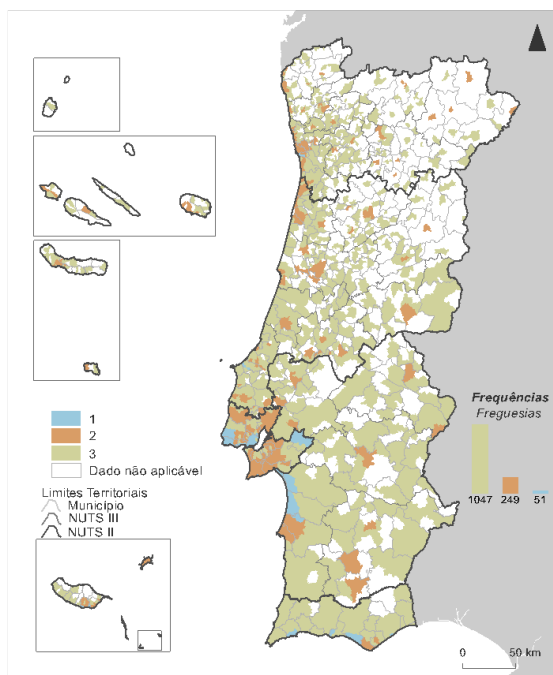 Frequências
Freguesias
1047 249 51
1
2
3
Dado não aplicável
Limites Territoriais
Município
NUTS III
NUTS II
0 50 km